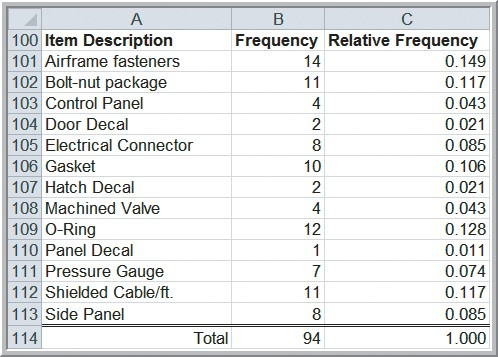 A B C
100 Item Description Frequency Relative Frequency
101 Airframe fasteners 14 0.149
102 Bolt-nut package 11 0.117
103 Control Panel 4 0.043
104 Door Decal 2 0.021
105 Electrical Connector 8 0.085
106 Gasket 10 0.106
107 Hatch Decal 2 0.021
108 Machined Valve 4 0.043
109 O-Ring 12 0.128
110 Panel Decal 1 0.011
111 Pressure Gauge 7 0.074
112 Shielded Cable/ft. 11 0.117
113 Side Panel 8 0.085
114 Total 94 1.000